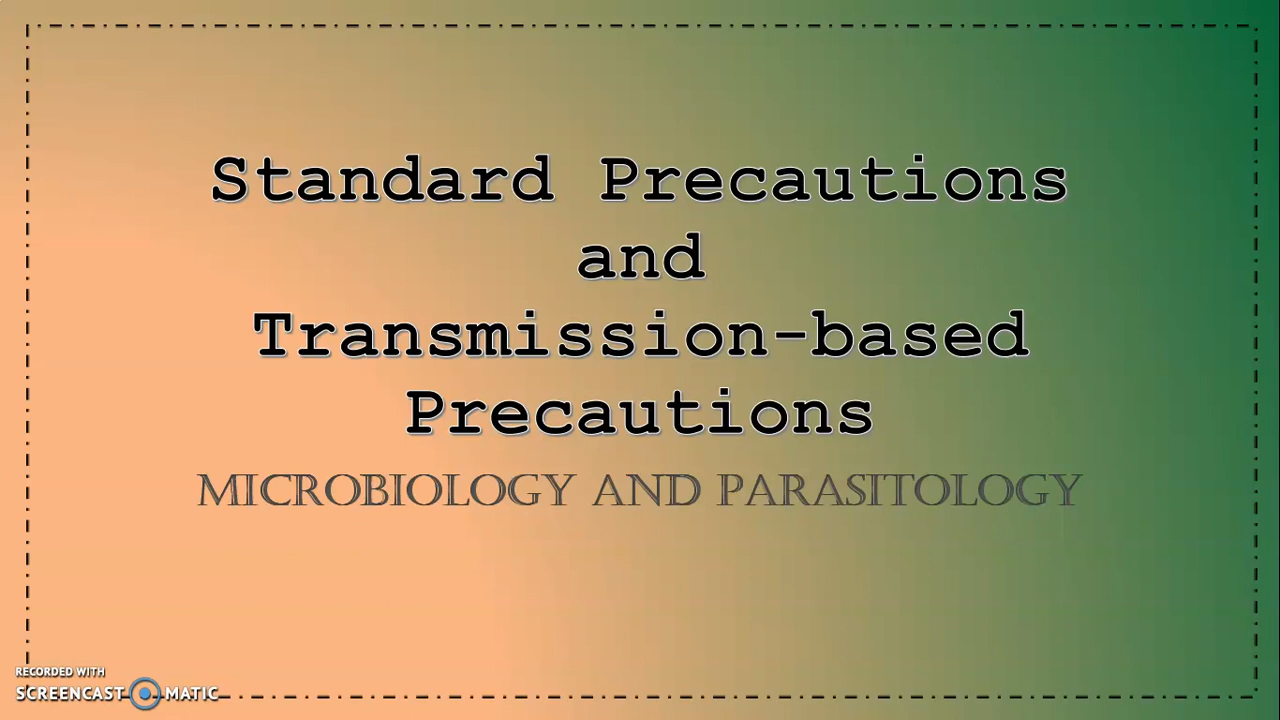 Standard Precautions
and
Transmission-based
Precautions
MICROBIOLOGY AND PARASITOLOGY
RECORDED WITH
SCREENCAST MATIC